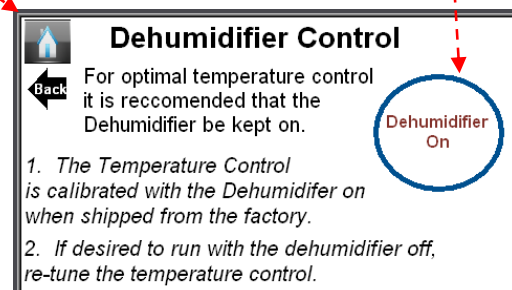 Dehumidifier Control
Back
For optimal temperature control
it is reccomended that the
Dehumidifier be kept on.
Dehumidifier
On
1. The Temperature Control
is calibrated with the Dehumidifer on
when shipped from the factory.
2. If desired to run with the dehumidifier off,
re-tune the temperature control.